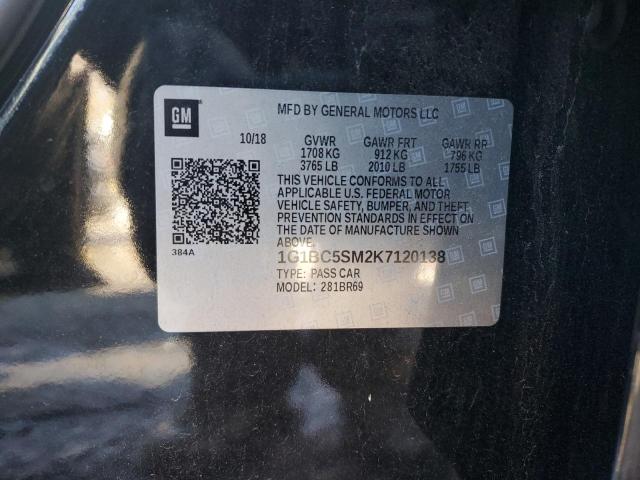 GM
MFD BY GENERAL MOTORS LLC
10/18 GVWR GAWR FRT GAWR RR
1708 KG 912 KG 796 KG
3765 LB 2010 LB 1755 LB
THIS VEHICLE CONFORMS TO ALL
APPLICABLE U.S. FEDERAL MOTOR
VEHICLE SAFETY, BUMPER, AND THEFT
PREVENTION STANDARDS IN EFFECT ON
THE DATE OF MANUFACTURE SHOWN
ABOVE.
384A
1G1BC5SM2K7120138
TYPE: PASS CAR
MODEL: 281BR69